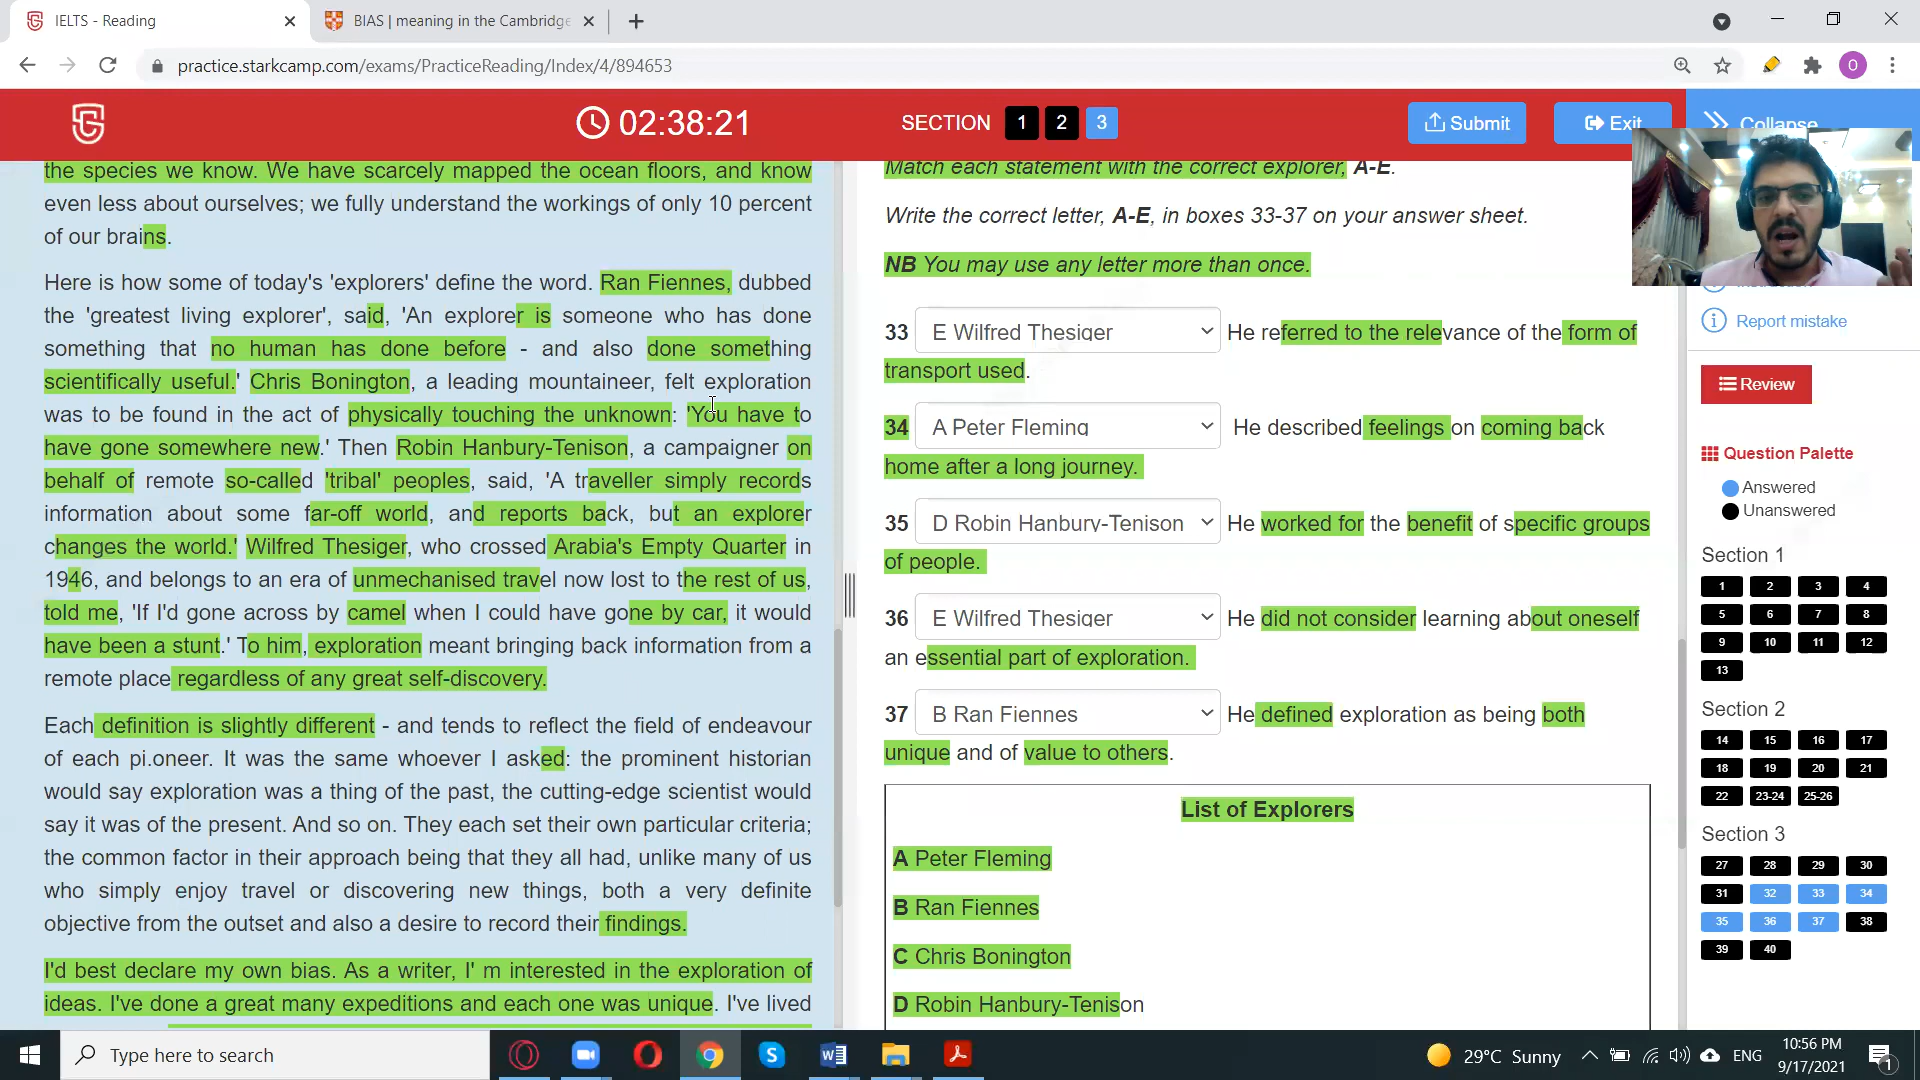 IELTS - Reading
BIAS | meaning in the Cambridge
practice.starkcamp.com/exams/PracticeReading/Index/4/894653
O
02:38:21
SECTION 1 2 3
Submit
Exit
Collapse
the species we know. We have scarcely mapped the ocean floors, and know
even less about ourselves; we fully understand the workings of only 10 percent
of our brains.
Here is how some of today's 'explorers' define the word. Ran Fiennes, dubbed
the 'greatest living explorer', said, 'An explorer is someone who has done
something that no human has done before - and also done something
scientifically useful.' Chris Bonington, a leading mountaineer, felt exploration
was to be found in the act of physically touching the unknown: 'You have to
have gone somewhere new.' Then Robin Hanbury-Tenison, a campaigner on
behalf of remote so-called 'tribal' peoples, said, 'A traveller simply records
information about some far-off world, and reports back, but an explorer
changes the world.' Wilfred Thesiger, who crossed Arabia's Empty Quarter in
1946, and belongs to an era of unmechanised travel now lost to the rest of us,
told me, 'If I'd gone across by camel when I could have gone by car, it would
have been a stunt.' To him, exploration meant bringing back information from a
remote place regardless of any great self-discovery.
Each definition is slightly different - and tends to reflect the field of endeavour
of each pi.oneer. It was the same whoever I asked: the prominent historian
would say exploration was a thing of the past, the cutting-edge scientist would
say it was of the present. And so on. They each set their own particular criteria;
the common factor in their approach being that they all had, unlike many of us
who simply enjoy travel or discovering new things, both a very definite
objective from the outset and also a desire to record their findings.
I'd best declare my own bias. As a writer, I' m interested in the exploration of
ideas. I've done a great many expeditions and each one was unique. I've lived
Match each statement with the correct explorer, A-E.
Write the correct letter, A-E, in boxes 33-37 on your answer sheet.
NB You may use any letter more than once.
33 E Wilfred Thesiger He referred to the relevance of the form of
transport used.
34 A Peter Fleming He described feelings on coming back
home after a long journey.
35 D Robin Hanbury-Tenison He worked for the benefit of specific groups
of people.
36 E Wilfred Thesiger He did not consider learning about oneself
an essential part of exploration.
37 B Ran Fiennes He defined exploration as being both
unique and of value to others.
List of Explorers
A Peter Fleming
B Ran Fiennes
C Chris Bonington
D Robin Hanbury-Tenison
Report mistake
Review
Question Palette
Answered
Unanswered
Section 1
1 2 3 4
5 6 7 8
9 10 11 12
13
Section 2
14 15 16 17
18 19 20 21
22 23-24 25-26
Section 3
27 28 29 30
31 32 33 34
35 36 37 38
39 40
Type here to search
29°C Sunny
ENG
10:56 PM
9/17/2021
1